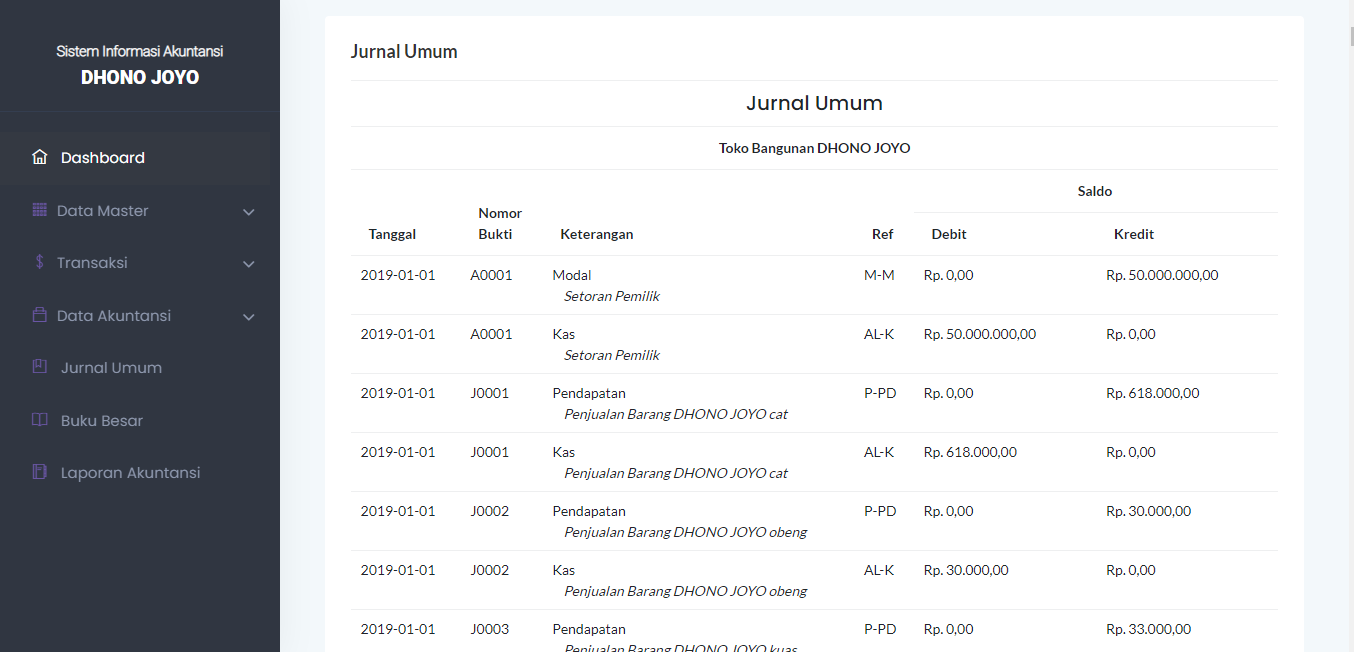 Sistem Informasi Akuntansi
DHONO JOYO
Dashboard
Data Master
Transaksi
Data Akuntansi
Jurnal Umum
Buku Besar
Laporan Akuntansi
Jurnal Umum
Jurnal Umum
Toko Bangunan DHONO JOYO
Saldo
Tanggal Nomor Bukti Keterangan Ref Debit Kredit
2019-01-01 A0001 Modal M-M Rp. 0,00 Rp. 50.000.000,00
Setoran Pemilik
2019-01-01 A0001 Kas AL-K Rp. 50.000.000,00 Rp. 0,00
Setoran Pemilik
2019-01-01 J0001 Pendapatan P-PD Rp. 0,00 Rp. 618.000,00
Penjualan Barang DHONO JOYO cat
2019-01-01 J0001 Kas AL-K Rp. 618.000,00 Rp. 0,00
Penjualan Barang DHONO JOYO cat
2019-01-01 J0002 Pendapatan P-PD Rp. 0,00 Rp. 30.000,00
Penjualan Barang DHONO JOYO obeng
2019-01-01 J0002 Kas AL-K Rp. 30.000,00 Rp. 0,00
Penjualan Barang DHONO JOYO obeng
2019-01-01 J0003 Pendapatan P-PD Rp. 0,00 Rp. 33.000,00
Penjualan Barang DHONO JOYO kuas